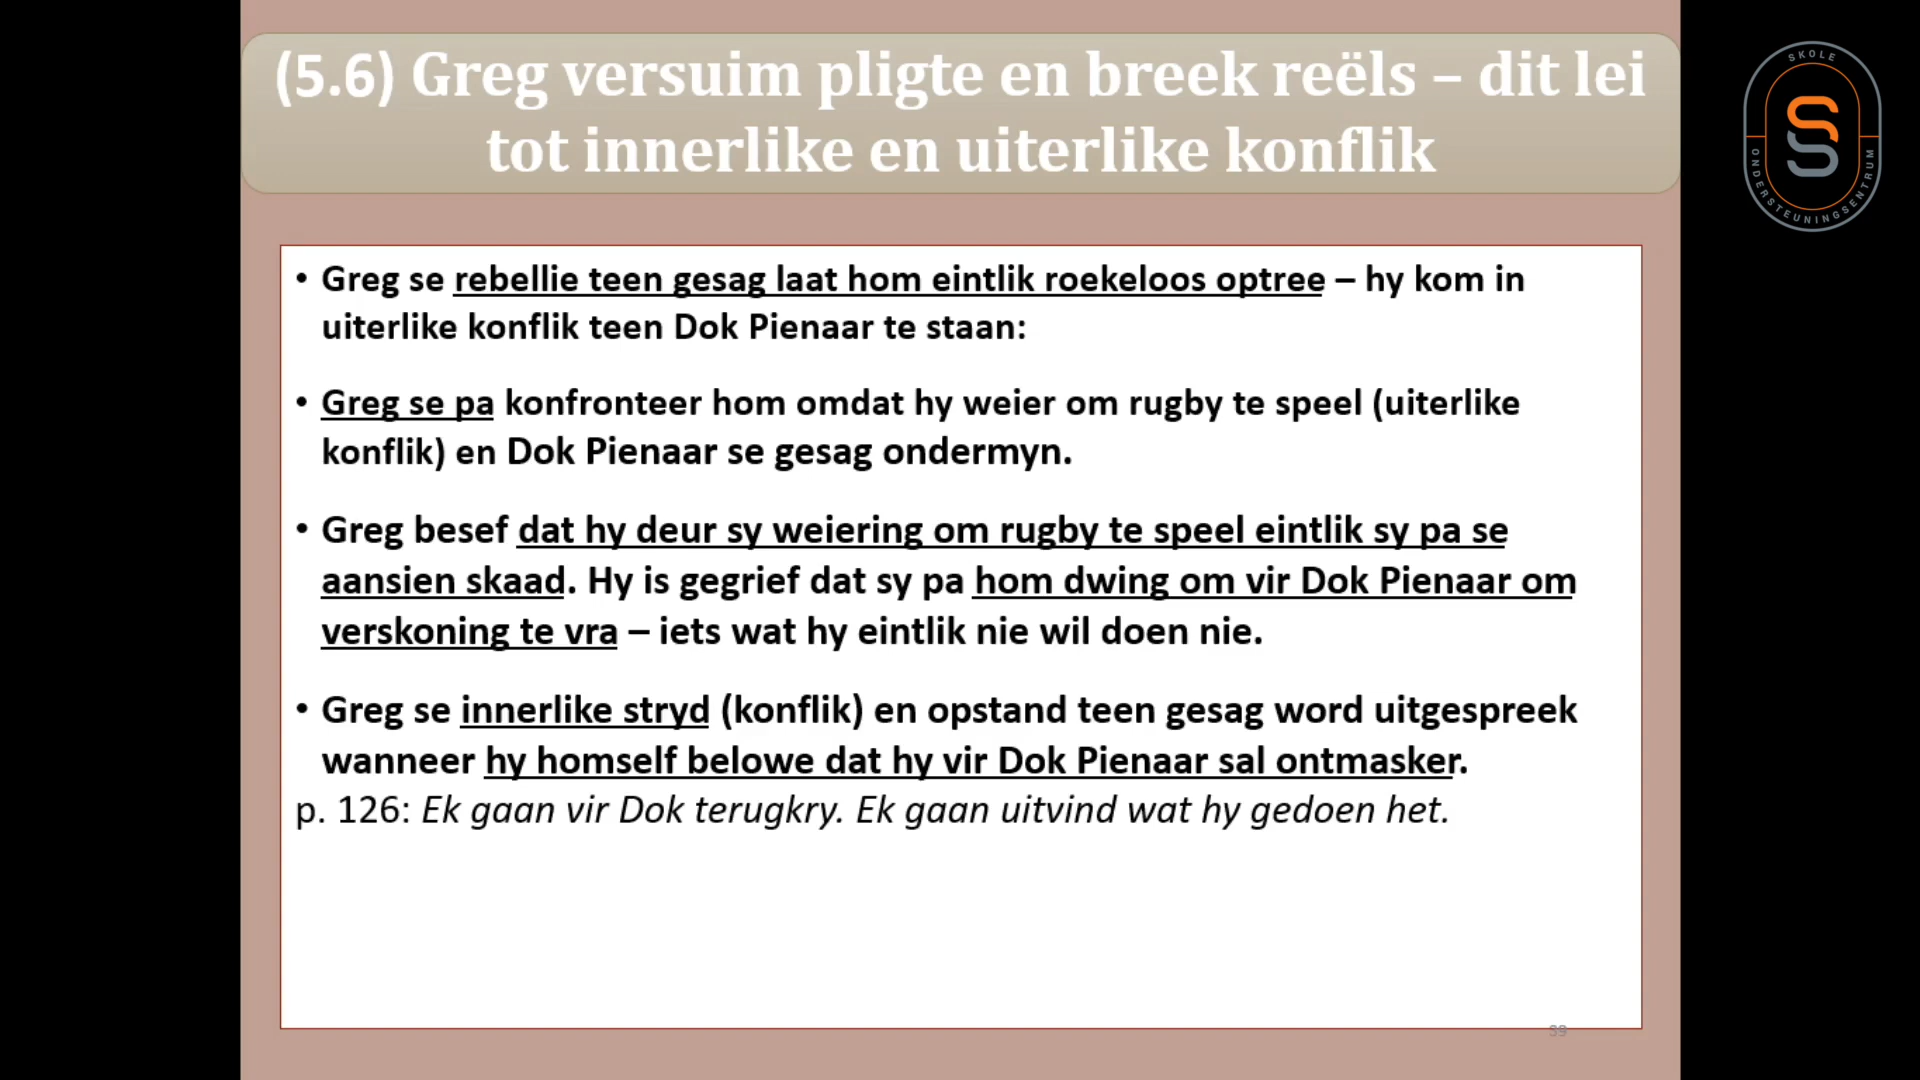 (5.6) Greg versuim pligte en breek reëls – dit lei
tot innerlike en uiterlike konflik
SKOLE
ONDERSTEUNINGSENTRUM
• Greg se rebellie teen gesag laat hom eintlik roekeloos optree – hy kom in
uiterlike konflik teen Dok Pienaar te staan:
• Greg se pa konfronteer hom omdat hy weier om rugby te speel (uiterlike
konflik) en Dok Pienaar se gesag ondermyn.
• Greg besef dat hy deur sy weiering om rugby te speel eintlik sy pa se
aansien skaad. Hy is gegrief dat sy pa hom dwing om vir Dok Pienaar om
verskoning te vra – iets wat hy eintlik nie wil doen nie.
• Greg se innerlike stryd (konflik) en opstand teen gesag word uitgespreek
wanneer hy homself belowe dat hy vir Dok Pienaar sal ontmasker.
p. 126: Ek gaan vir Dok terugkry. Ek gaan uitvind wat hy gedoen het.
39